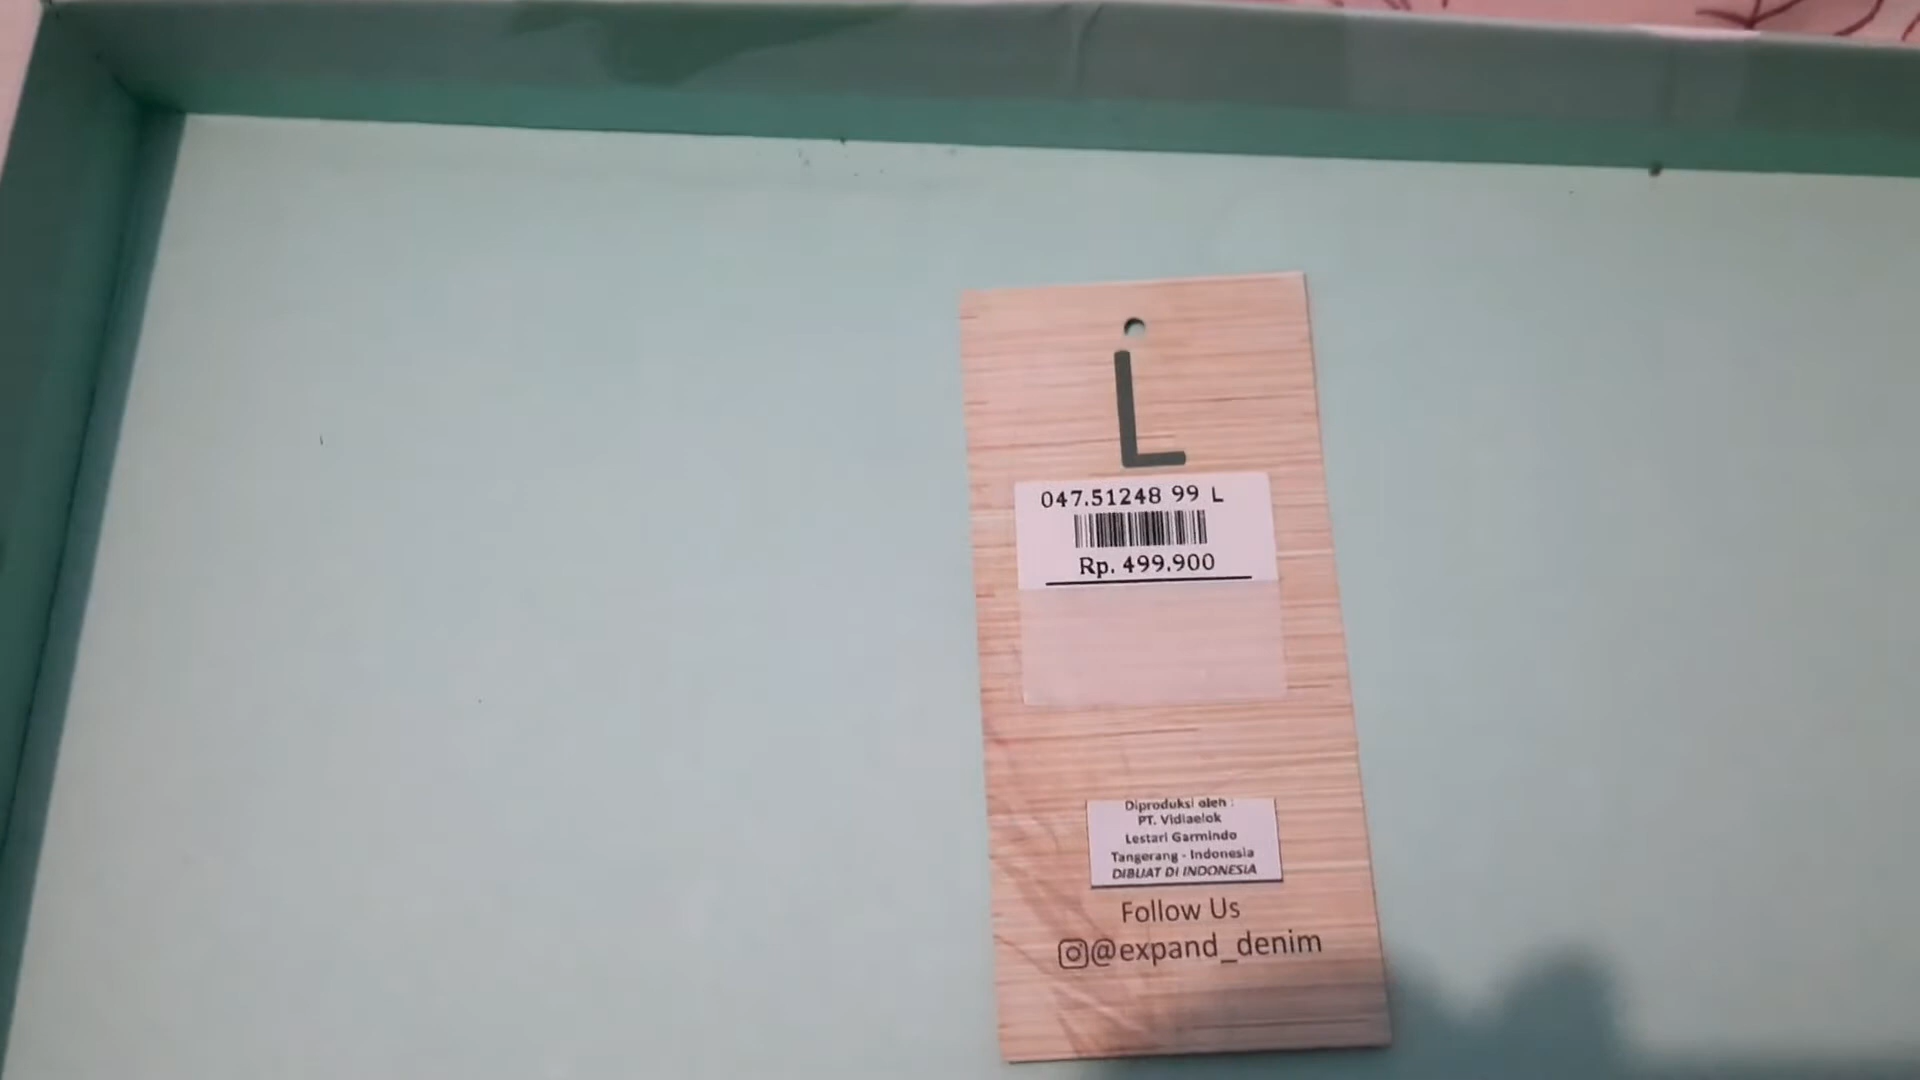 L
047.51248 99 L
Rp. 499.900
Diproduksi oleh :
PT. Vidiaelok
Lestari Garmindo
Tangerang - Indonesia
DIBUAT DI INDONESIA
Follow Us
@expand_denim